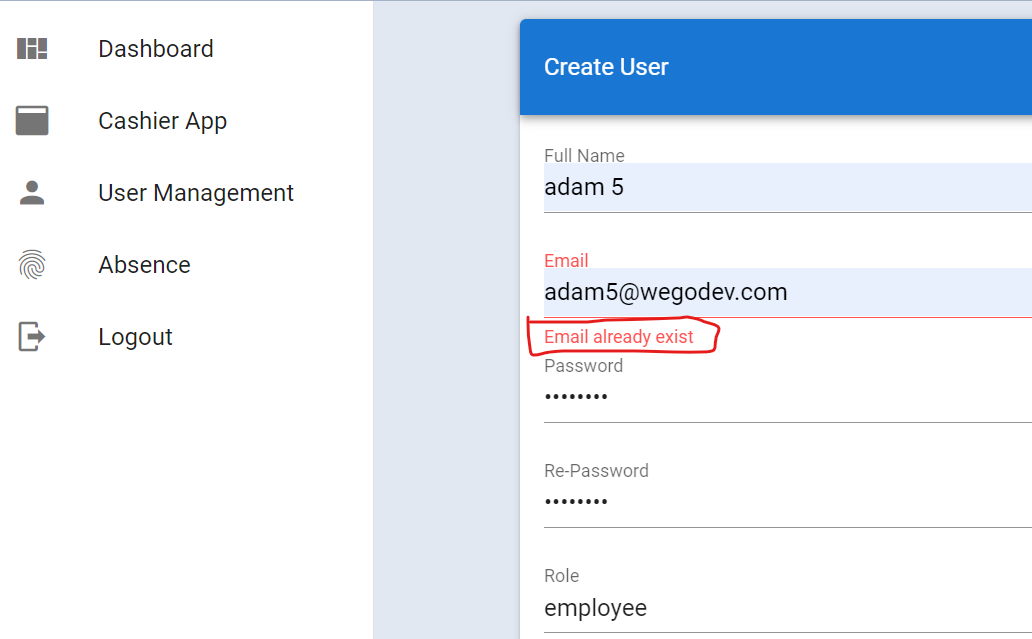 Dashboard
Cashier App
User Management
Absence
Logout
Create User
Full Name
adam 5
Email
adam5@wegodev.com
Email already exist
Password
••••••••
Re-Password
••••••••
Role
employee